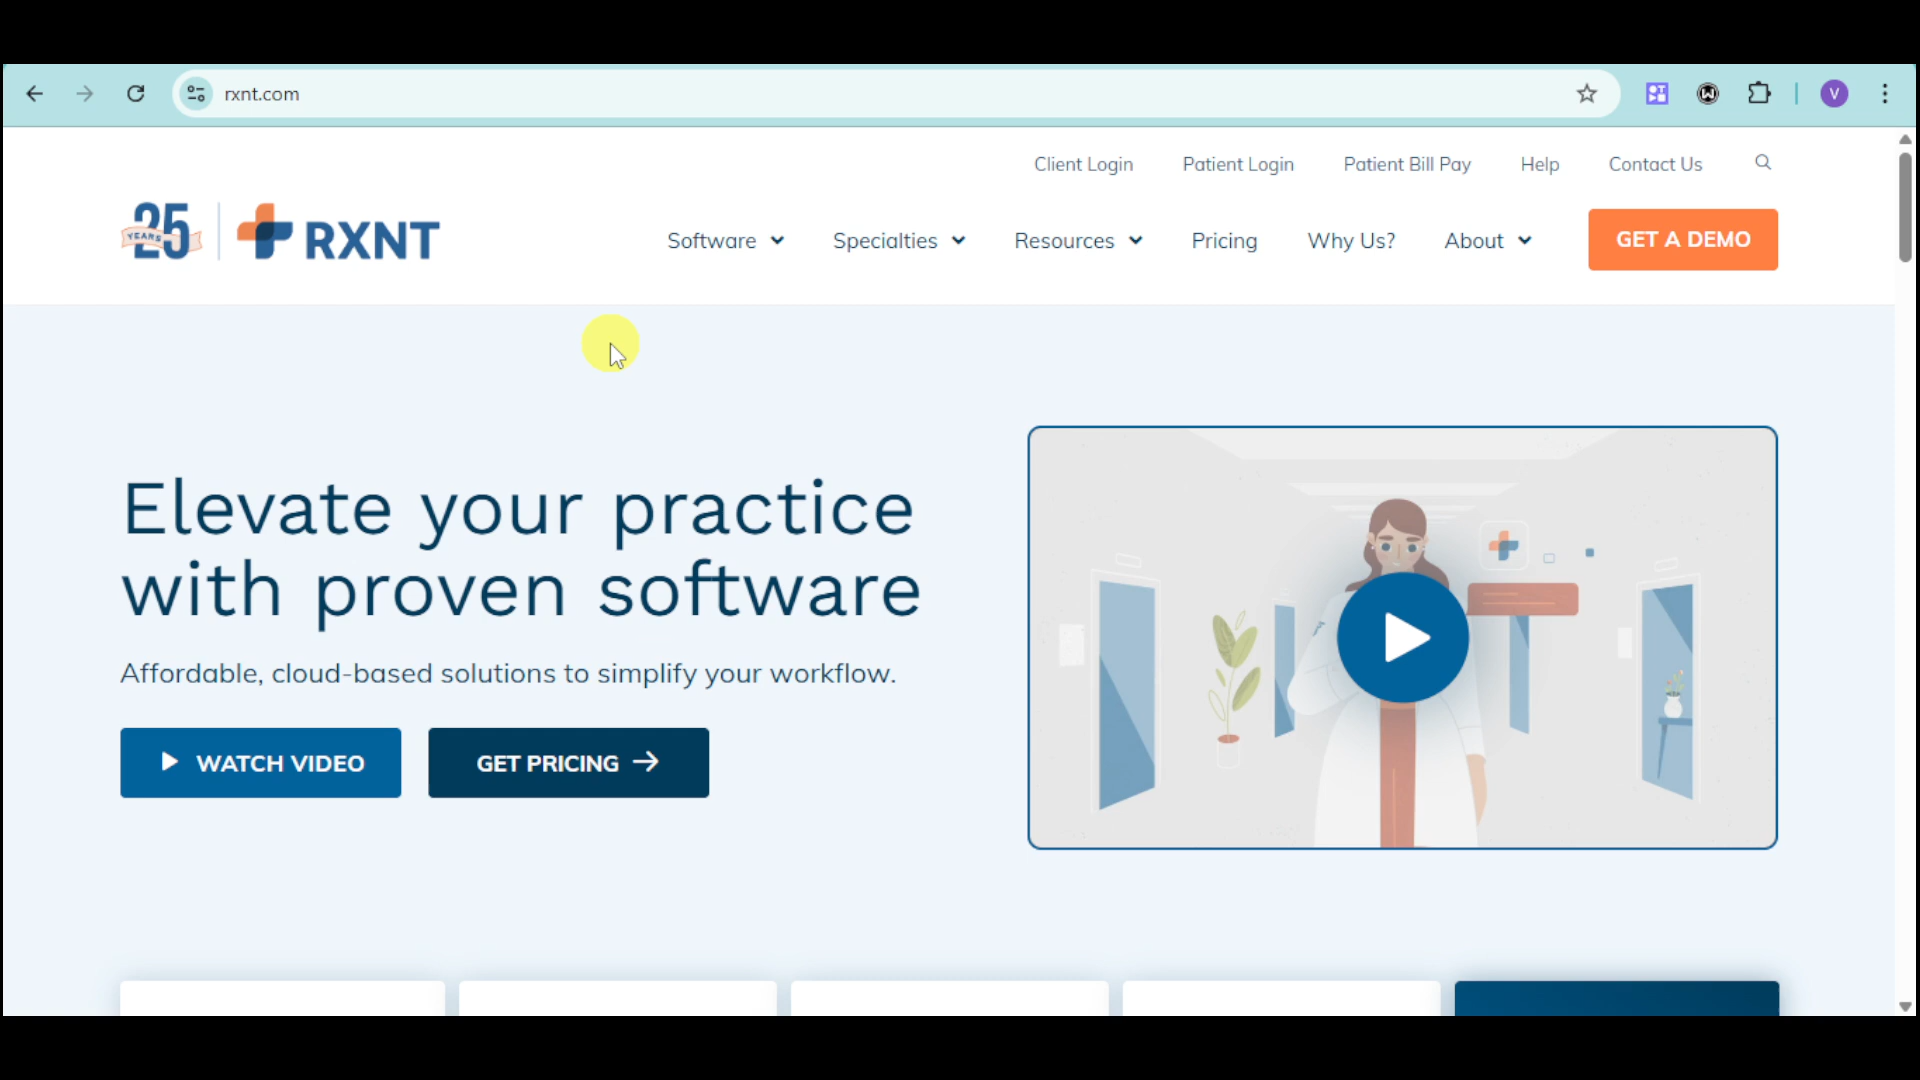 rxnt.com
V
Client Login Patient Login Patient Bill Pay Help Contact Us
25 YEARS RXNT
Software Specialties Resources Pricing Why Us? About GET A DEMO
Elevate your practice
with proven software
Affordable, cloud-based solutions to simplify your workflow.
WATCH VIDEO GET PRICING